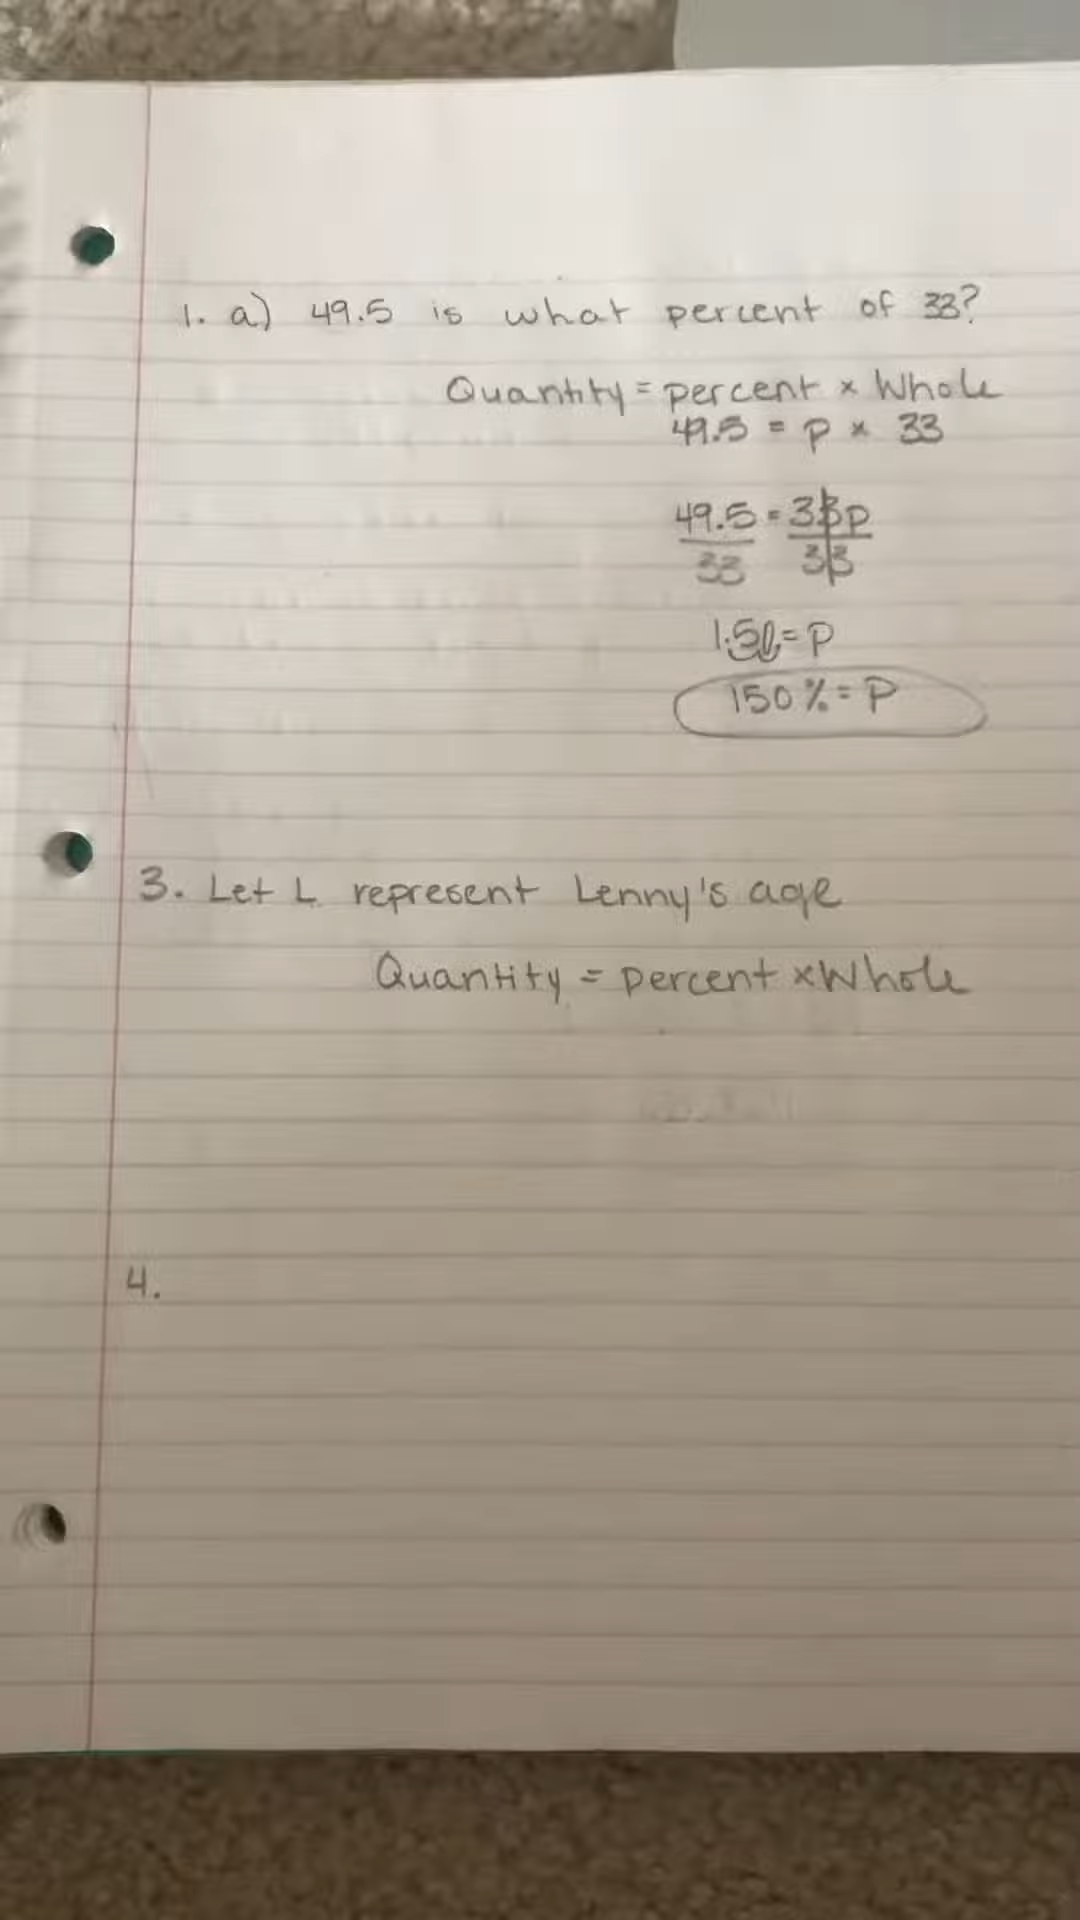 1. a) 49.5 is what percent of 33?
Quantity = percent x Whole
49.5 = p x 33
49.5 = 33p
33 33
1.50 = P
150% = P
3. Let L represent Lenny's age
Quantity = percent x Whole
4.